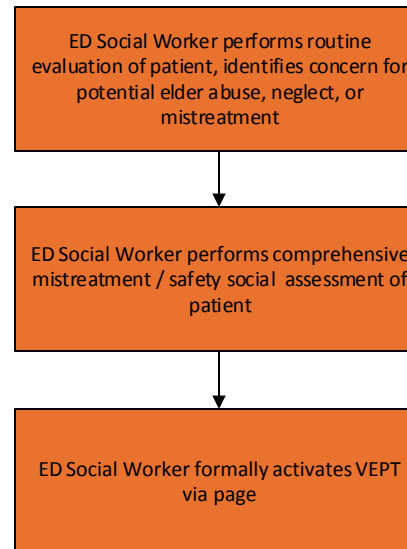 ED Social Worker performs routine
evaluation of patient, identifies concern for
potential elder abuse, neglect, or
mistreatment
ED Social Worker performs comprehensive
mistreatment / safety social assessment of
patient
ED Social Worker formally activates VEPT
via page